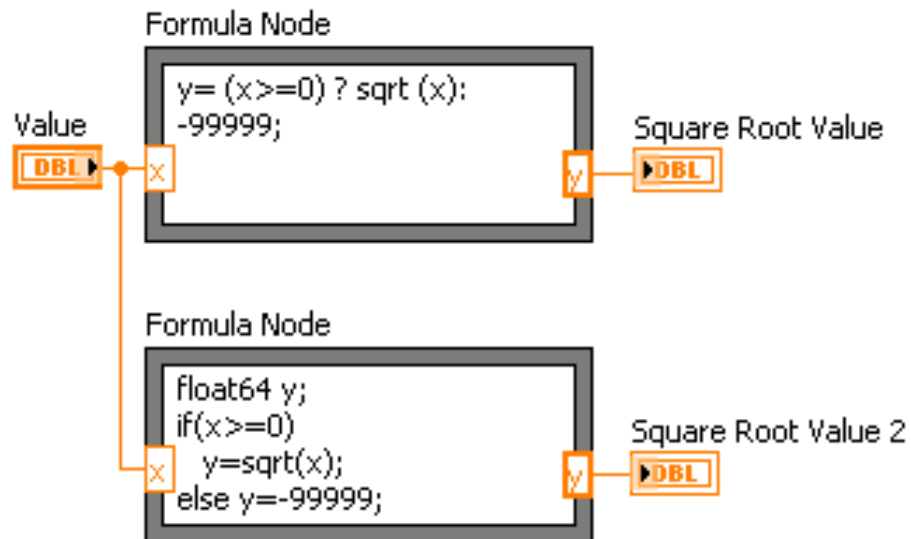 Formula Node
y= (x>=0) ? sqrt (x):
-99999;
Value
DBL
x
y
Square Root Value
DBL
Formula Node
float64 y;
if(x>=0)
y=sqrt(x);
else y=-99999;
x
y
Square Root Value 2
DBL